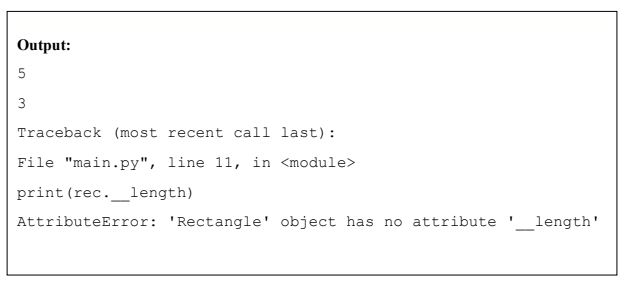 Output:
5
3
Traceback (most recent call last):
File "main.py", line 11, in <module>
print(rec.__length)
AttributeError: 'Rectangle' object has no attribute '__length'